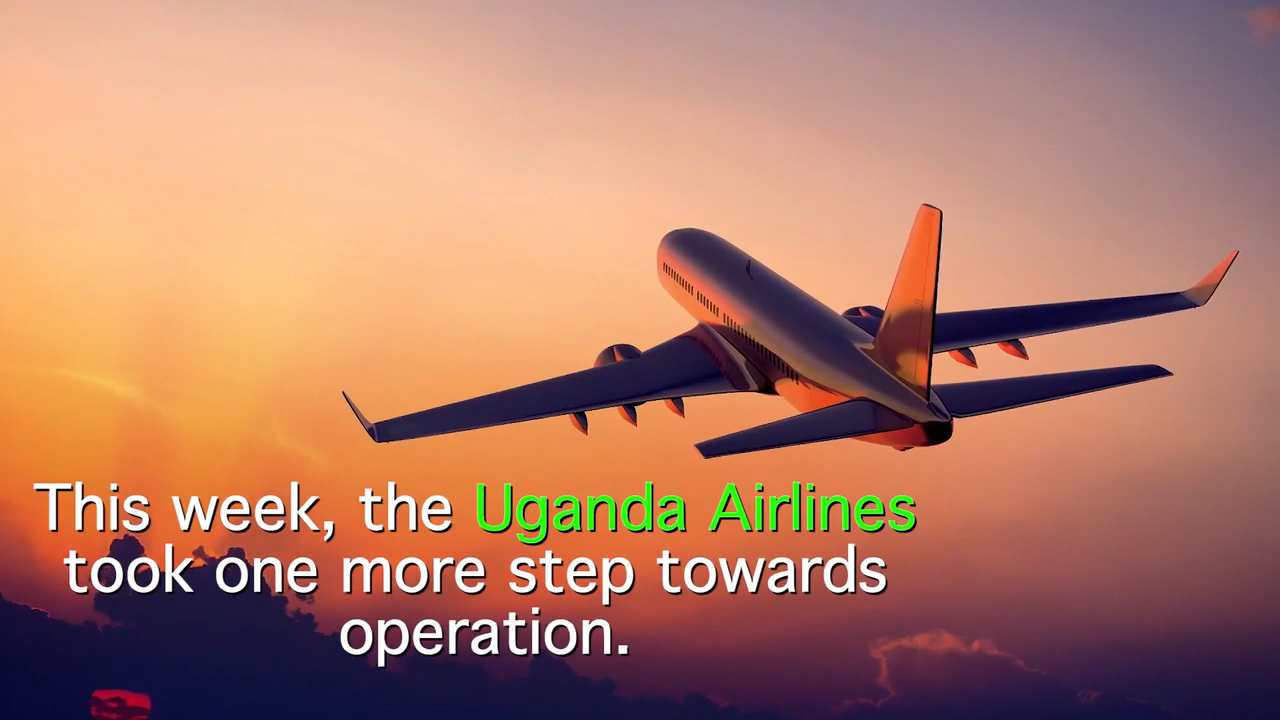 This week, the Uganda Airlines
took one more step towards
operation.